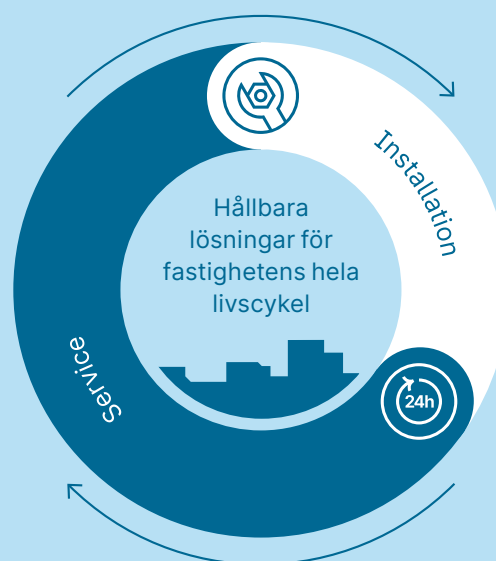 Installation
Hållbara
lösningar för
fastighetens hela
livscykel
Service
24h